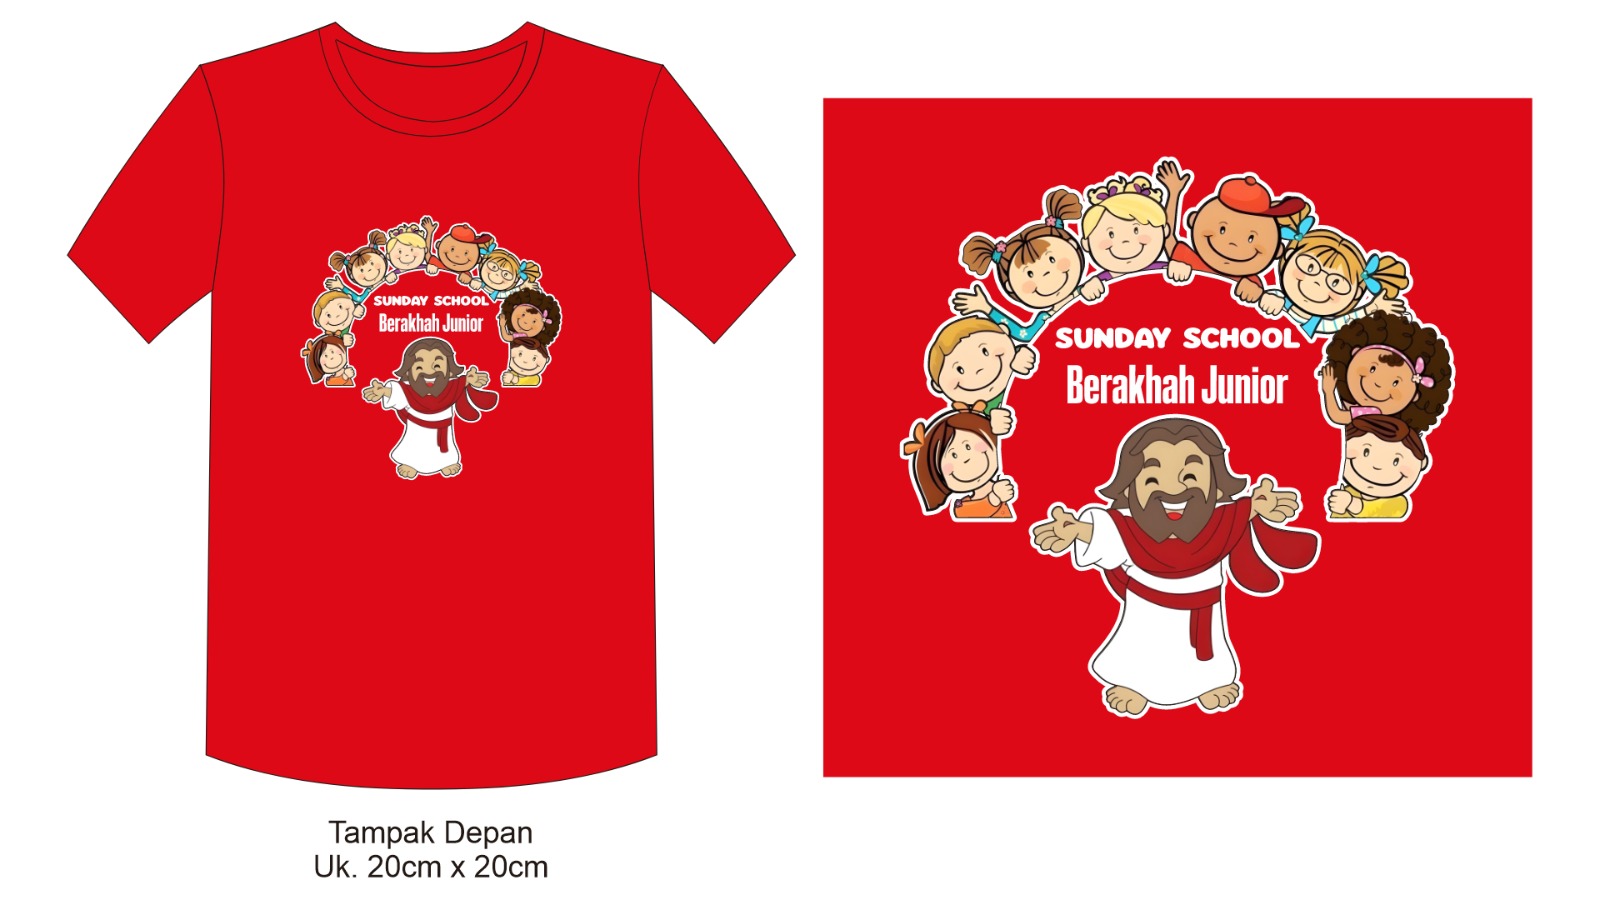 SUNDAY SCHOOL
Berakhah Junior
SUNDAY SCHOOL
Berakhah Junior
Tampak Depan
Uk. 20cm x 20cm